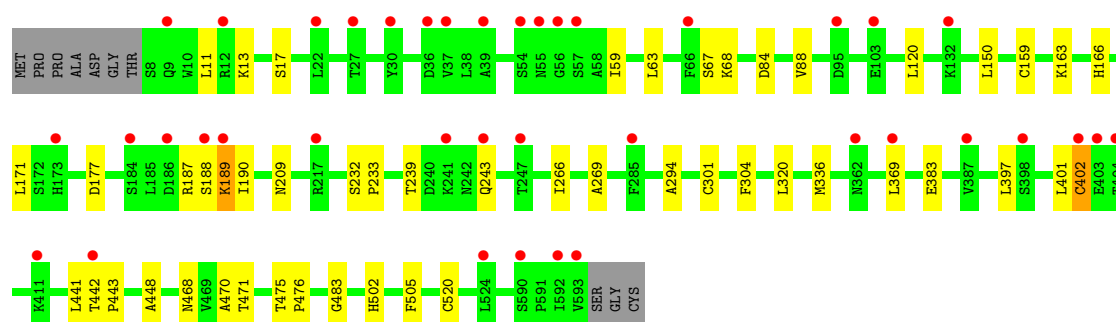 MET PRO PRO ALA ASP GLY THR S8 Q9 W10 L11 R12 K13 S17 L22 T27 Y30 D36 V37 L38 A39 S54 N55 G56 S57 A58 I59 L63 F66 S67 K68 D84 V88 D95 E103 L120 K132 L150 C159 K163 H166
L171 S172 H173 D177 S184 L185 D186 R187 S188 K189 I190 N209 R217 S232 P233 T239 D240 K241 N242 Q243 T247 I266 A269 F285 A294 C301 F304 L320 M336 N362 L369 E383 V387 L397 S398 L401 C402 E403 T404
K411 L441 T442 P443 A448 N468 V469 A470 T471 T475 P476 G483 H502 F505 C520 L524 S590 P591 I592 V593 SER GLY CYS